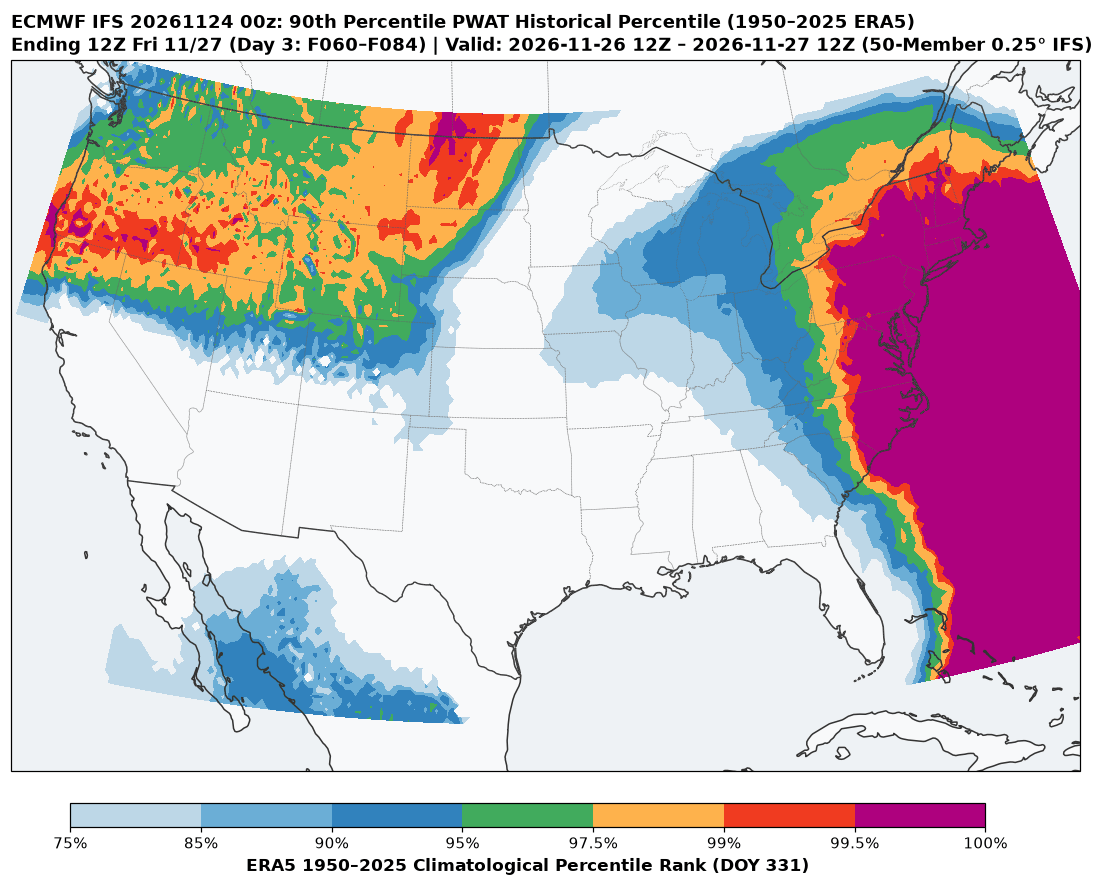 ECMWF IFS 20261124 00z: 90th Percentile PWAT Historical Percentile (1950–2025 ERA5)
Ending 12Z Fri 11/27 (Day 3: F060–F084) | Valid: 2026-11-26 12Z – 2026-11-27 12Z (50-Member 0.25° IFS)
75% 85% 90% 95% 97.5% 99% 99.5% 100%
ERA5 1950–2025 Climatological Percentile Rank (DOY 331)